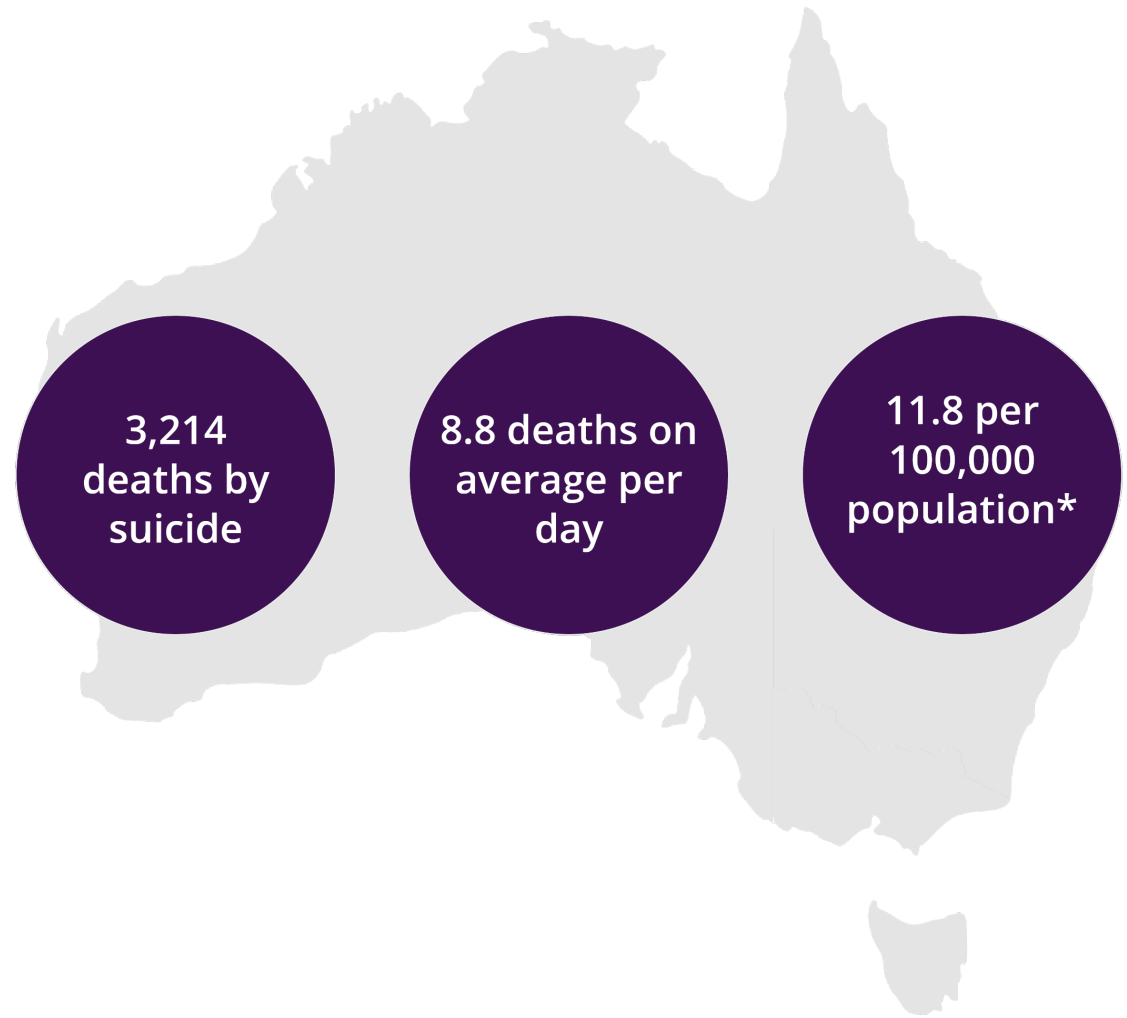 3,214
deaths by
suicide
8.8 deaths on
average per
day
11.8 per
100,000
population*